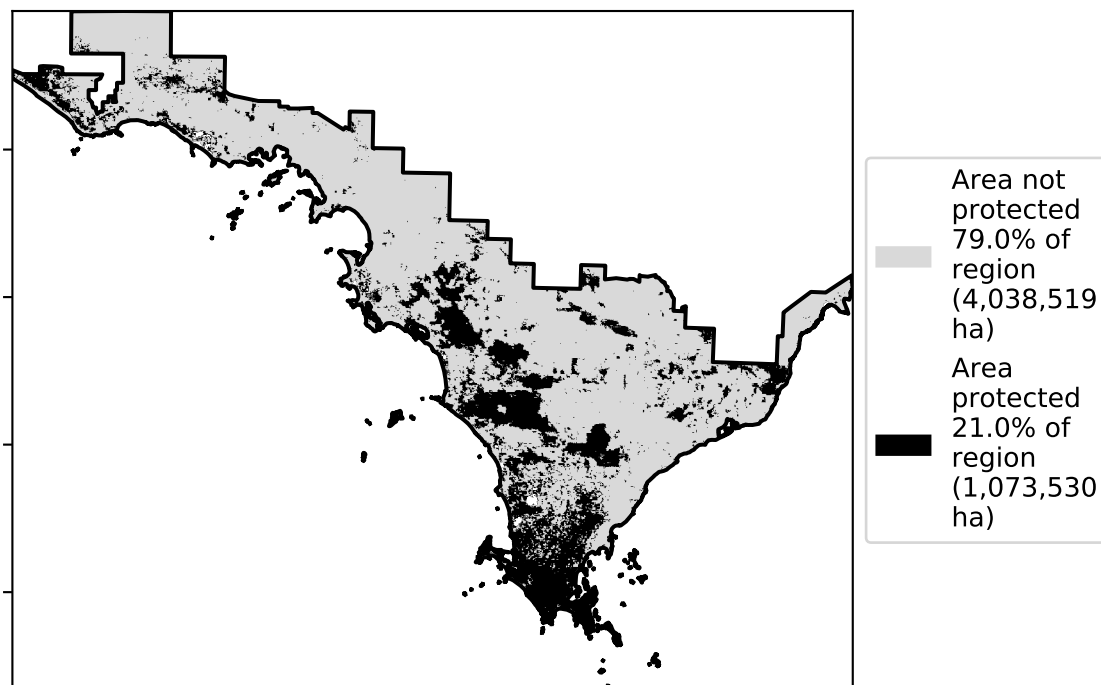 Area not
protected
79.0% of
region
(4,038,519
ha)
Area
protected
21.0% of
region
(1,073,530
ha)